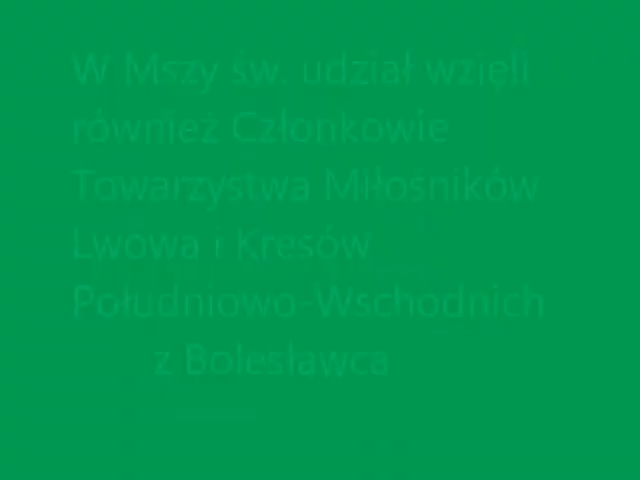 W Mszy św. udział wzięli
również Członkowie
Towarzystwa Miłośników
Lwowa i Kresów
Południowo-Wschodnich
z Bolesławca